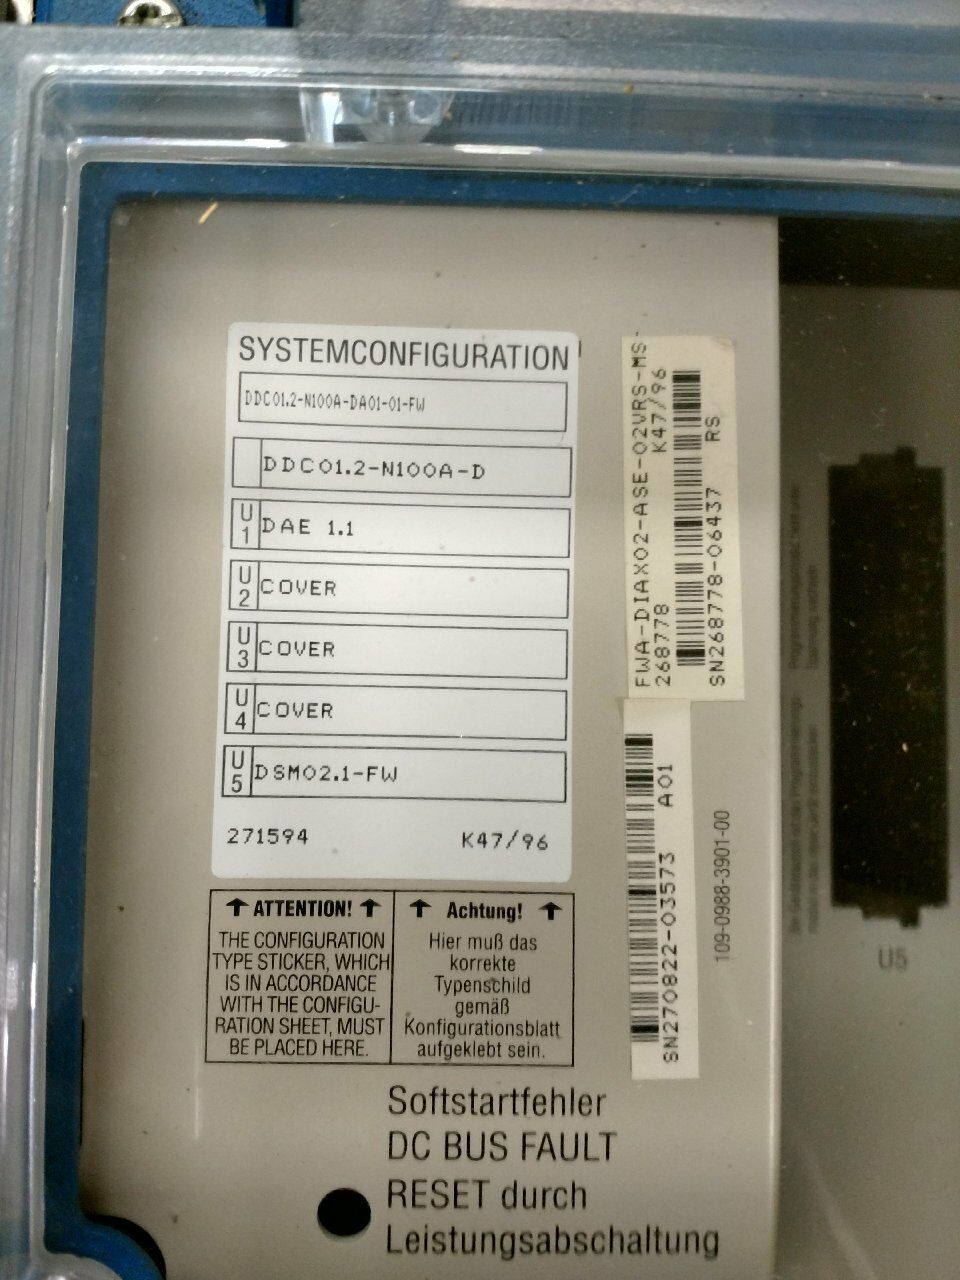 SYSTEMCONFIGURATION
DDC01.2-N100A-DA01-01-FW
DDC01.2-N100A-D
U1 DAE 1.1
U2 COVER
U3 COVER
U4 COVER
U5 DSM02.1-FW
271594 K47/96
FWA-DIAX02-ASE-02VRS-MS-
268778 K47/96
SN268778-06437 RS
SN270822-03573 A01
109-0988-3901-00
U5
ATTENTION!
THE CONFIGURATION
TYPE STICKER, WHICH
IS IN ACCORDANCE
WITH THE CONFIGU-
RATION SHEET, MUST
BE PLACED HERE.
Achtung!
Hier muß das
korrekte
Typenschild
gemäß
Konfigurationsblatt
aufgeklebt sein.
Softstartfehler
DC BUS FAULT
RESET durch
Leistungsabschaltung